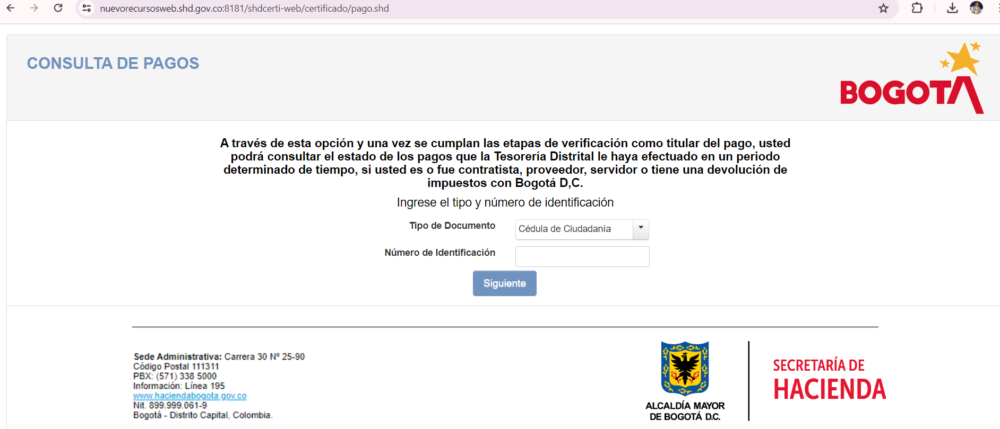 nuevorecursosweb.shd.gov.co:8181/shdcerti-web/certificado/pago.shd
CONSULTA DE PAGOS
BOGOTÁ
A través de esta opción y una vez se cumplan las etapas de verificación como titular del pago, usted
podrá consultar el estado de los pagos que la Tesorería Distrital le haya efectuado en un periodo
determinado de tiempo, si usted es o fue contratista, proveedor, servidor o tiene una devolución de
impuestos con Bogotá D,C.
Ingrese el tipo y número de identificación
Tipo de Documento
Cédula de Ciudadanía
Número de Identificación
Siguiente
Sede Administrativa: Carrera 30 Nº 25-90
Código Postal 111311
PBX: (571) 338 5000
Información: Línea 195
www.haciendabogota.gov.co
Nit. 899.999.061-9
Bogotá - Distrito Capital, Colombia.
ALCALDÍA MAYOR
DE BOGOTÁ D.C.
SECRETARÍA DE
HACIENDA